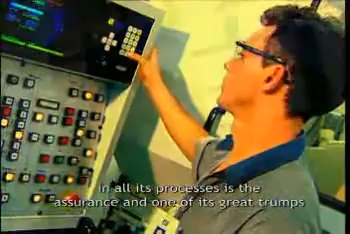 in all its processes is the
assurance and one of its great trumps